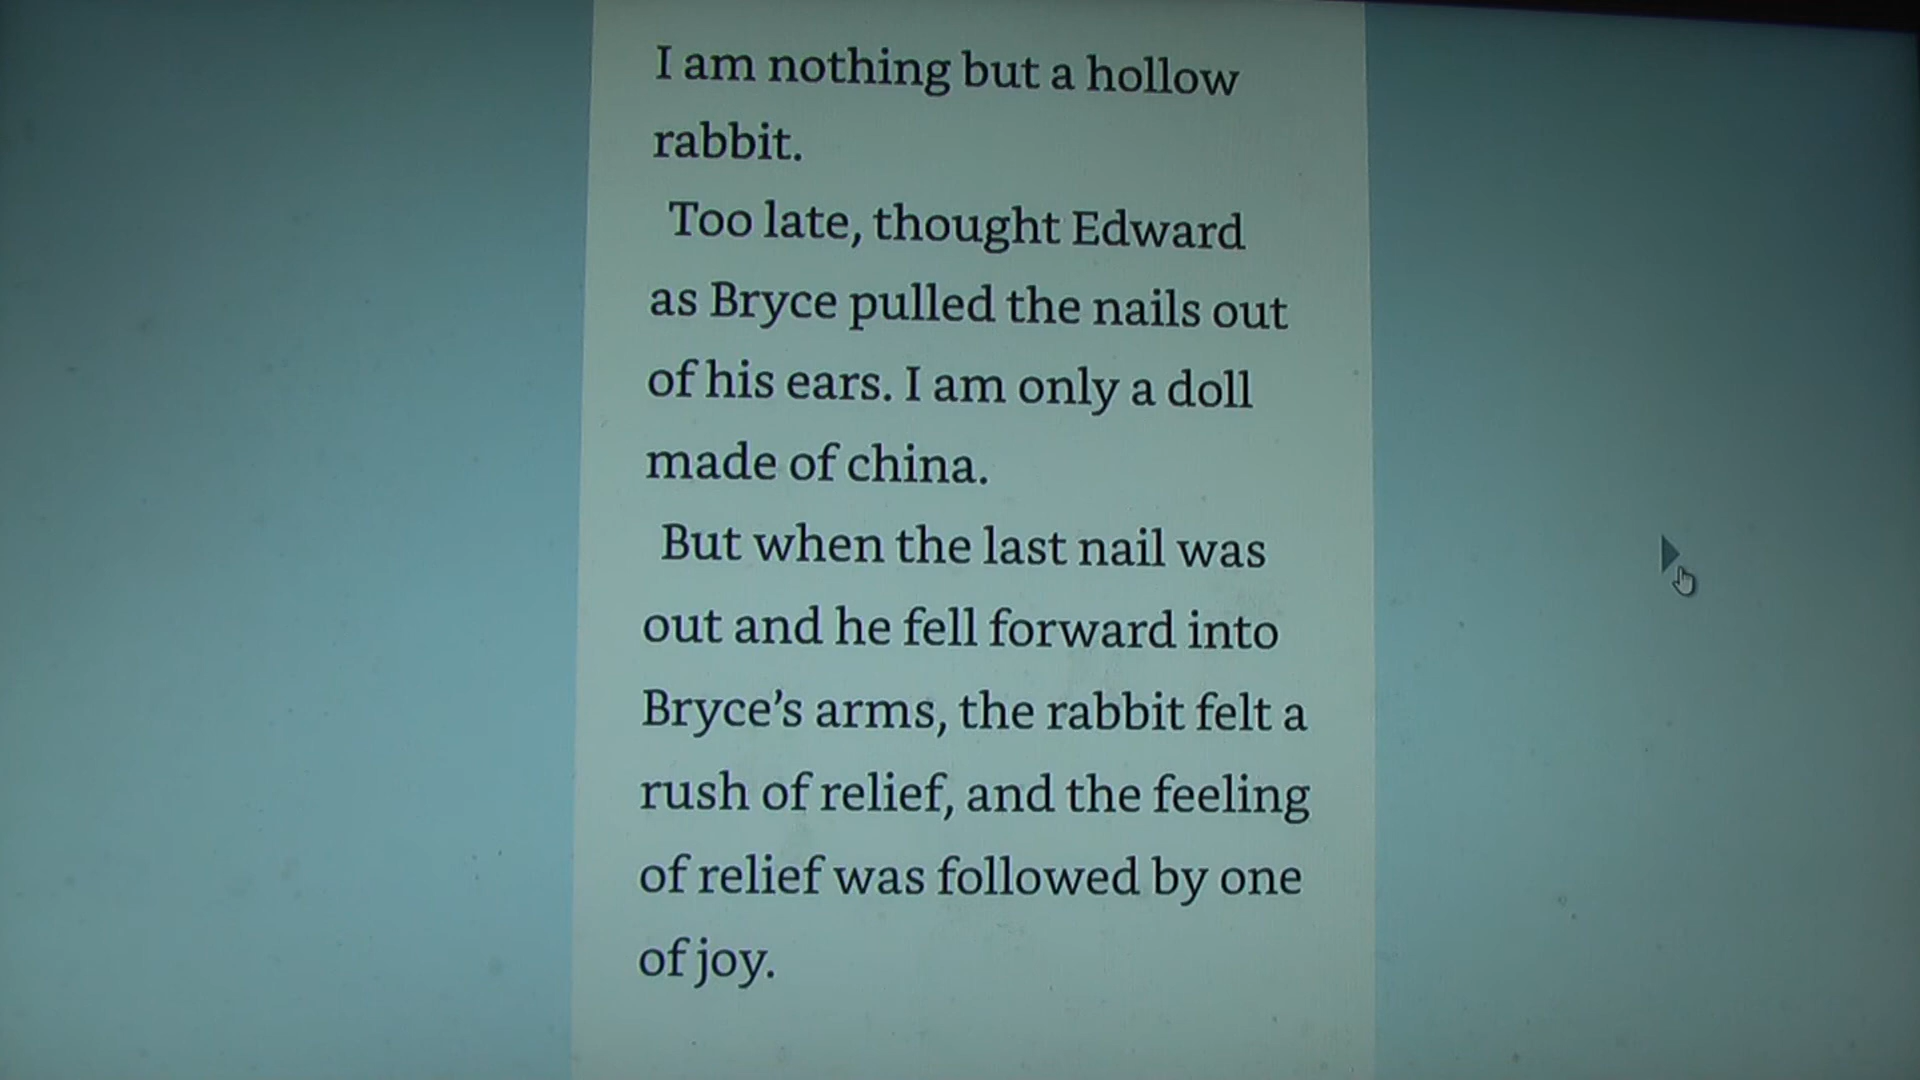 I am nothing but a hollow
rabbit.
Too late, thought Edward
as Bryce pulled the nails out
of his ears. I am only a doll
made of china.
But when the last nail was
out and he fell forward into
Bryce’s arms, the rabbit felt a
rush of relief, and the feeling
of relief was followed by one
of joy.